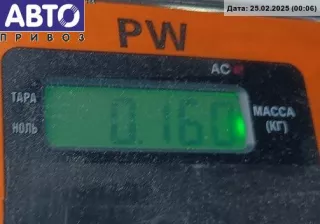 АВТО
ПРИВОЗ
Дата: 25.02.2025 (00:06)
PW
AC
ТАРА
НОЛЬ
0.160
МАССА
(КГ)